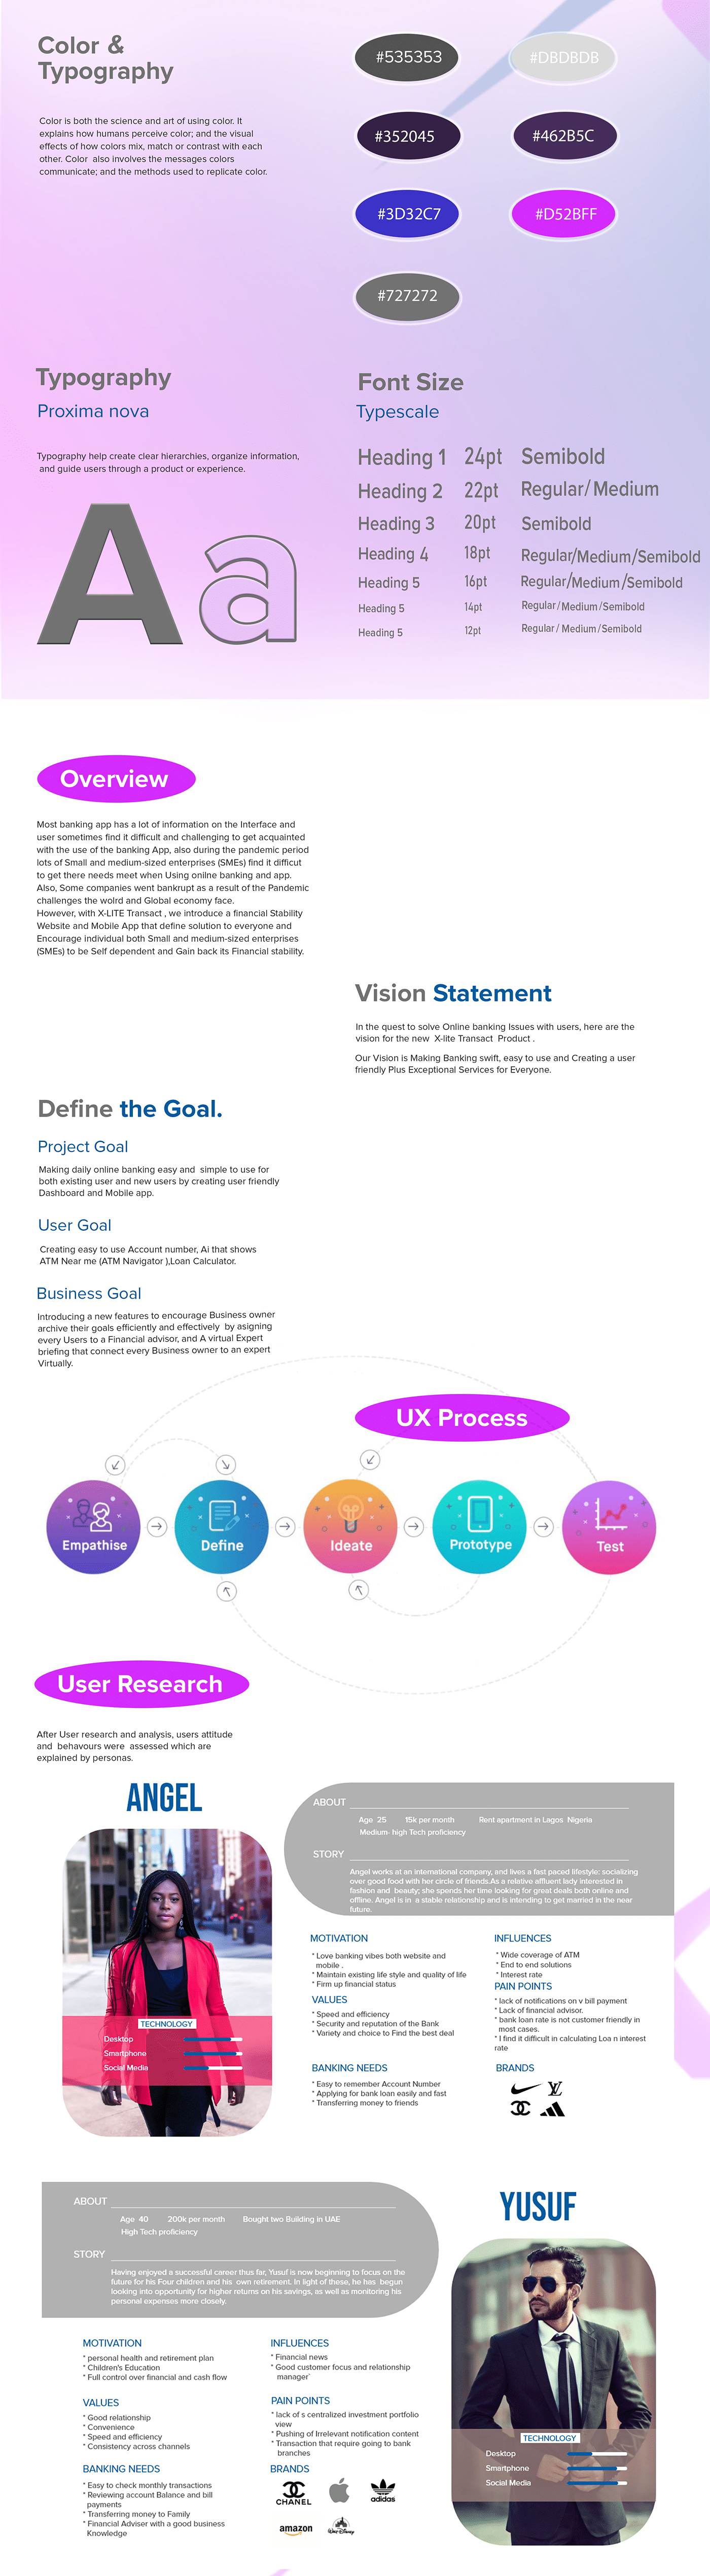 Color &
Typography
Color is both the science and art of using color. It
explains how humans perceive color; and the visual
effects of how colors mix, match or contrast with each
other. Color also involves the messages colors
communicate; and the methods used to replicate color.
#535353
#DBDBDB
#352045
#462B5C
#3D32C7
#D52BFF
#727272
Typography
Proxima nova
Typography help create clear hierarchies, organize information,
and guide users through a product or experience.
Aa
Font Size
Typescale
Heading 1 24pt Semibold
Heading 2 22pt Regular/ Medium
Heading 3 20pt Semibold
Heading 4 18pt Regular/Medium/Semibold
Heading 5 16pt Regular/Medium/Semibold
Heading 5 14pt Regular/Medium/Semibold
Heading 5 12pt Regular/ Medium/Semibold
Overview
Most banking app has a lot of information on the Interface and
user sometimes find it difficult and challenging to get acquainted
with the use of the banking App, also during the pandemic period
lots of Small and medium-sized enterprises (SMEs) find it difficut
to get there needs meet when Using onilne banking and app.
Also, Some companies went bankrupt as a result of the Pandemic
challenges the wolrd and Global economy face.
However, with X-LITE Transact , we introduce a financial Stability
Website and Mobile App that define solution to everyone and
Encourage individual both Small and medium-sized enterprises
(SMEs) to be Self dependent and Gain back its Financial stability.
Vision Statement
In the quest to solve Online banking Issues with users, here are the
vision for the new X-lite Transact Product .
Our Vision is Making Banking swift, easy to use and Creating a user
friendly Plus Exceptional Services for Everyone.
Define the Goal.
Project Goal
Making daily online banking easy and simple to use for
both existing user and new users by creating user friendly
Dashboard and Mobile app.
User Goal
Creating easy to use Account number, Ai that shows
ATM Near me (ATM Navigator ),Loan Calculator.
Business Goal
Introducing a new features to encourage Business owner
archive their goals efficiently and effectively by asigning
every Users to a Financial advisor, and A virtual Expert
briefing that connect every Business owner to an expert
Virtually.
UX Process
Empathise
Define
Ideate
Prototype
Test
User Research
After User research and analysis, users attitude
and behavours were assessed which are
explained by personas.
ANGEL
TECHNOLOGY
Desktop
Smartphone
Social Media
ABOUT
Age 25 15k per month Rent apartment in Lagos Nigeria
Medium- high Tech proficiency
STORY
Angel works at an international company, and lives a fast paced lifestyle: socializing
over good food with her circle of friends.As a relative affluent lady interested in
fashion and beauty; she spends her time looking for great deals both online and
offline. Angel is in a stable relationship and is intending to get married in the near
future.
MOTIVATION
* Love banking vibes both website and
mobile .
* Maintain existing life style and quality of life
* Firm up financial status
VALUES
* Speed and efficiency
* Security and reputation of the Bank
* Variety and choice to Find the best deal
BANKING NEEDS
* Easy to remember Account Number
* Applying for bank loan easily and fast
* Transferring money to friends
INFLUENCES
* Wide coverage of ATM
* End to end solutions
* Interest rate
PAIN POINTS
* lack of notifications on v bill payment
* Lack of financial advisor.
* bank loan rate is not customer friendly in
most cases.
* I find it difficult in calculating Loa n interest
rate
BRANDS
ABOUT
Age 40 200k per month Bought two Building in UAE
High Tech proficiency
STORY
Having enjoyed a successful career thus far, Yusuf is now beginning to focus on the
future for his Four children and his own retirement. In light of these, he has begun
looking into opportunity for higher returns on his savings, as well as monitoring his
personal expenses more closely.
YUSUF
TECHNOLOGY
Desktop
Smartphone
Social Media
MOTIVATION
* personal health and retirement plan
* Children's Education
* Full control over financial and cash flow
VALUES
* Good relationship
* Convenience
* Speed and efficiency
* Consistency across channels
BANKING NEEDS
* Easy to check monthly transactions
* Reviewing account Balance and bill
payments
* Transferring money to Family
* Financial Adviser with a good business
Knowledge
INFLUENCES
* Financial news
* Good customer focus and relationship
manager`
PAIN POINTS
* lack of s centralized investment portfolio
view
* Pushing of Irrelevant notification content
* Transaction that require going to bank
branches
BRANDS
CHANEL
adidas
amazon
WALT DISNEY